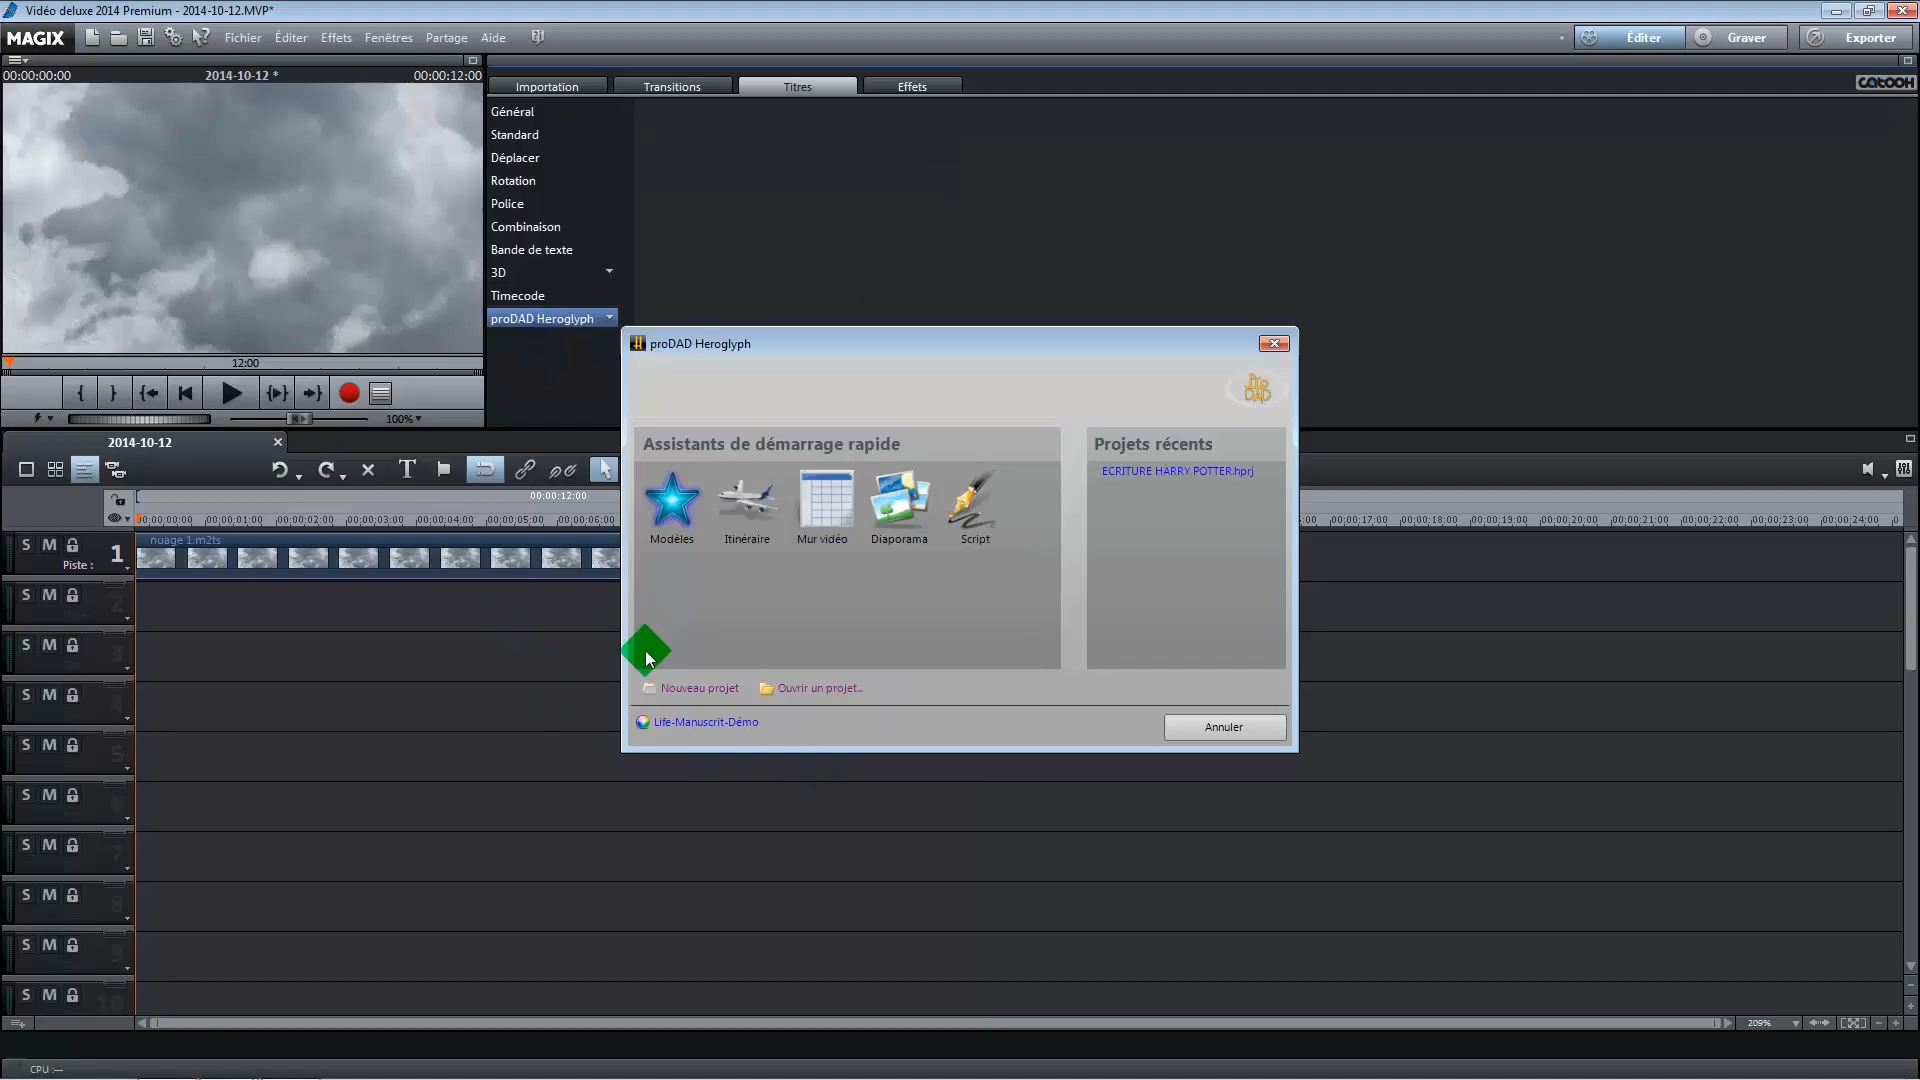 Vidéo deluxe 2014 Premium - 2014-10-12.MVP*
MAGIX Fichier Éditer Effets Fenêtres Partage Aide Éditer Graver Exporter
00:00:00:00 2014-10-12 * 00:00:12:00
Importation Transitions Titres Effets catooh
Général
Standard
Déplacer
Rotation
Police
Combinaison
Bande de texte
3D
Timecode
proDAD Heroglyph
12:00
100%
proDAD Heroglyph
PRO DAD
Assistants de démarrage rapide
Modèles Itinéraire Mur vidéo Diaporama Script
Projets récents
ECRITURE HARRY POTTER.hprj
Nouveau projet Ouvrir un projet...
Life-Manuscrit-Démo
Annuler
2014-10-12
00:00:12:00
00:00:00:00 00:00:01:00 00:00:02:00 00:00:03:00 00:00:04:00 00:00:05:00 00:00:06:00 00:00:17:00 00:00:18:00 00:00:19:00 00:00:20:00 00:00:21:00 00:00:22:00 00:00:23:00 00:00:24:00
S M 1
Piste :
nuage 1.m2ts
S M 2
S M 3
S M 4
S M 5
S M 6
S M 7
S M 8
S M 9
S M 10
209%
CPU :—